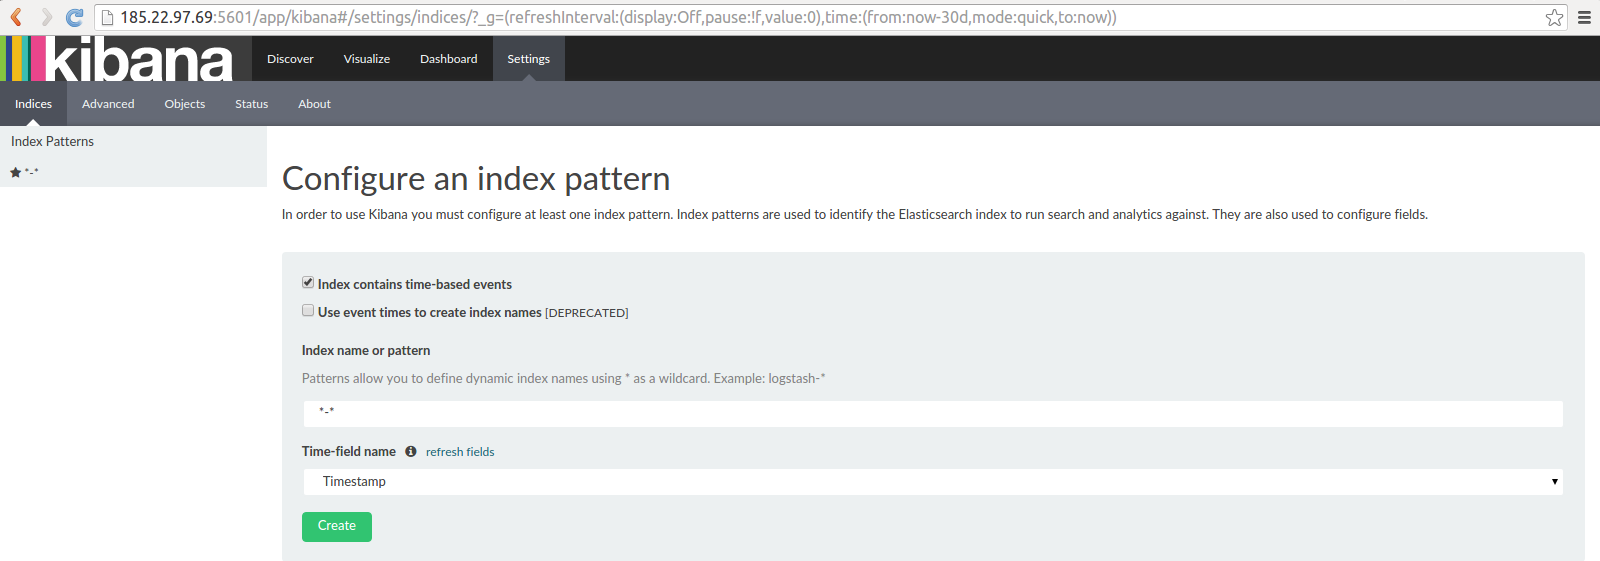 185.22.97.69:5601/app/kibana#/settings/indices/?_g=(refreshInterval:(display:Off,pause:!f,value:0),time:(from:now-30d,mode:quick,to:now))
kibana Discover Visualize Dashboard Settings
Indices Advanced Objects Status About
Index Patterns
*-*
Configure an index pattern
In order to use Kibana you must configure at least one index pattern. Index patterns are used to identify the Elasticsearch index to run search and analytics against. They are also used to configure fields.
Index contains time-based events
Use event times to create index names [DEPRECATED]
Index name or pattern
Patterns allow you to define dynamic index names using * as a wildcard. Example: logstash-*
*-*
Time-field name refresh fields
Timestamp
Create